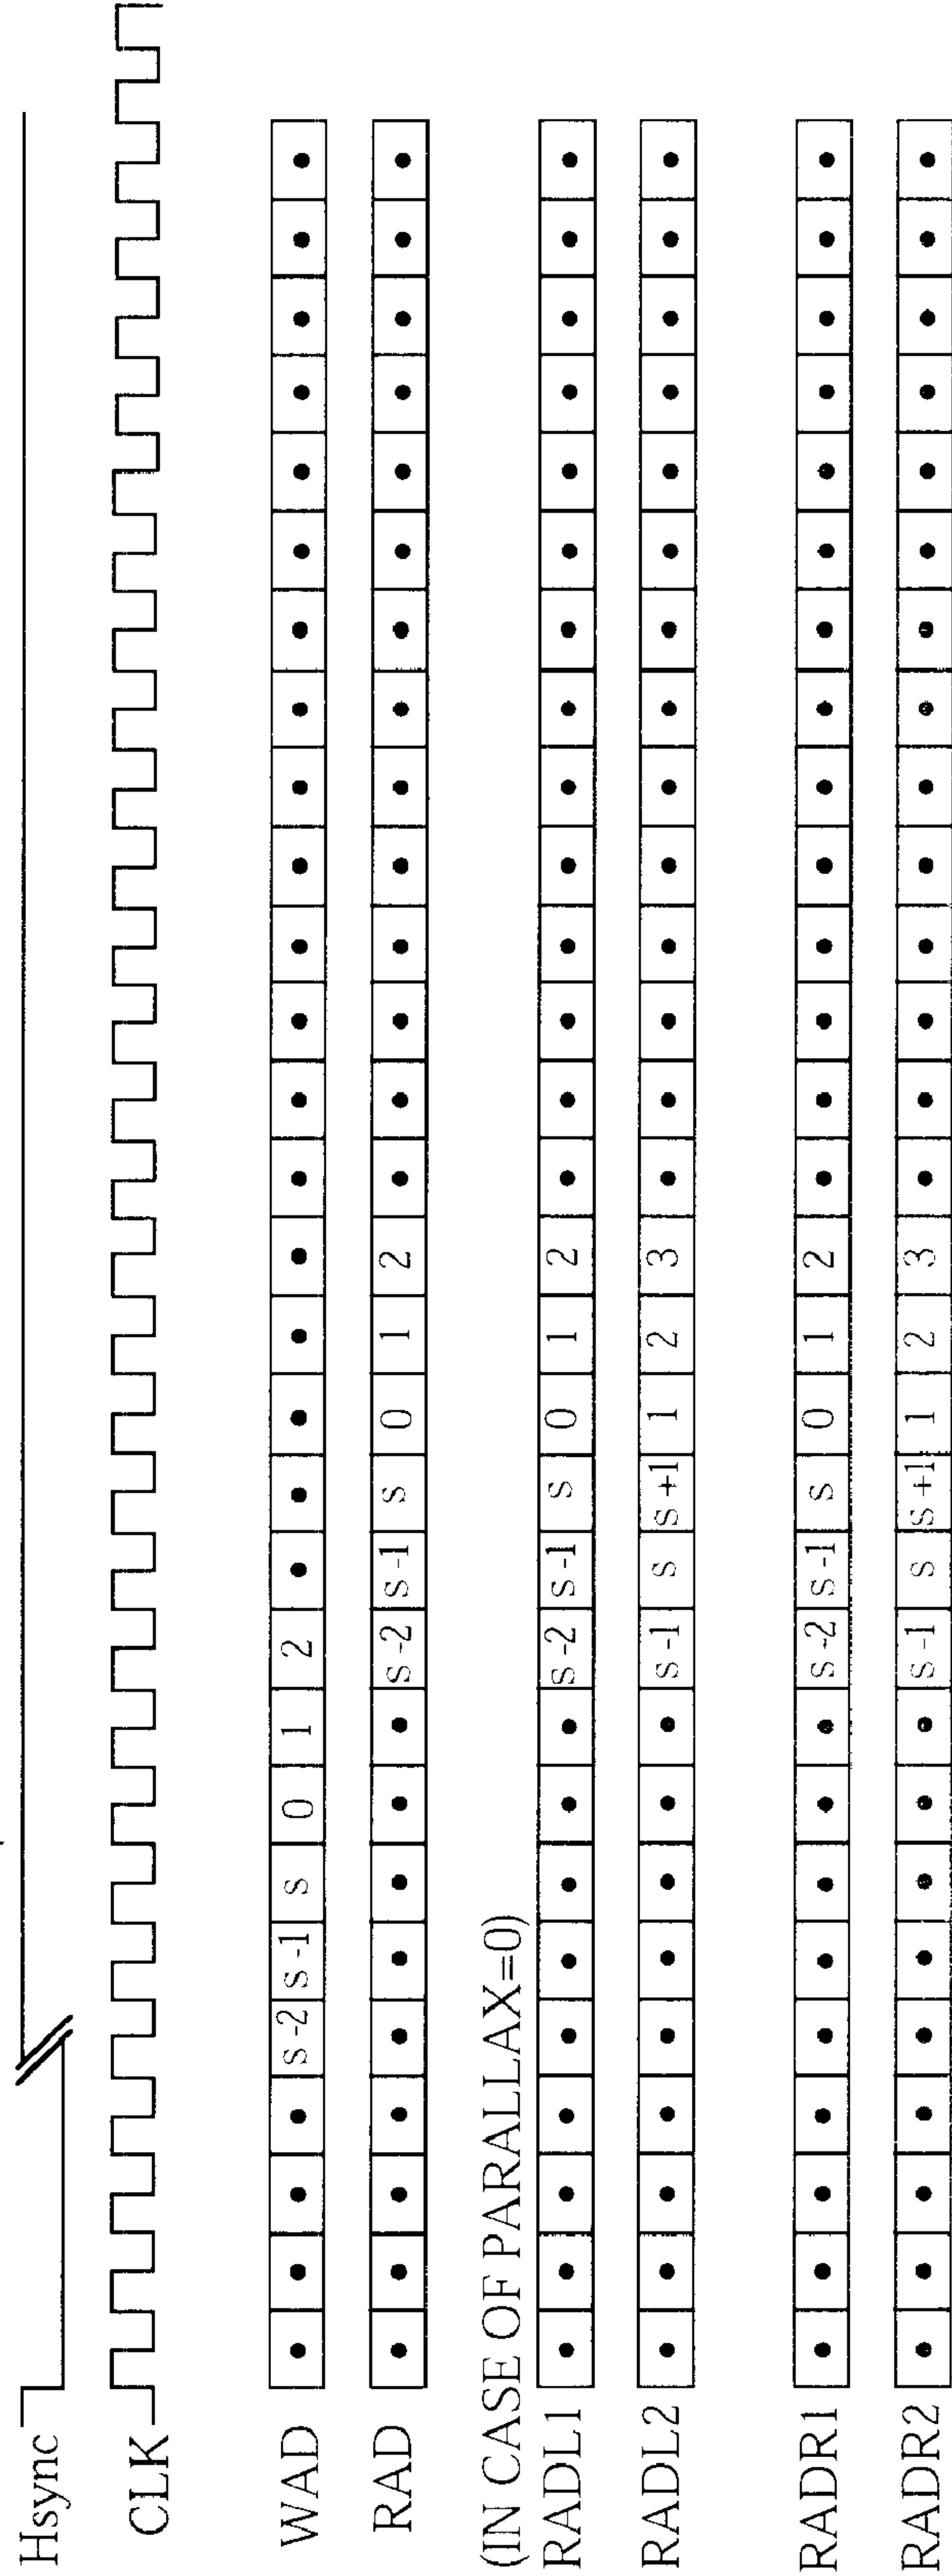 Hsync
CLK
WAD • • • • s-2 s-1 s 0 1 2 • • • • • • • • • • • • • • • • • • •
RAD • • • • • • • • • s-2 s-1 s 0 1 2 • • • • • • • • • • • • • •
(IN CASE OF PARALLAX=0)
RADL1 • • • • • • • • • s-2 s-1 s 0 1 2 • • • • • • • • • • • • • •
RADL2 • • • • • • • • • s-1 s s+1 1 2 3 • • • • • • • • • • • • • •
RADR1 • • • • • • • • • s-2 s-1 s 0 1 2 • • • • • • • • • • • • • •
RADR2 • • • • • • • • • s-1 s s+1 1 2 3 • • • • • • • • • • • • • •